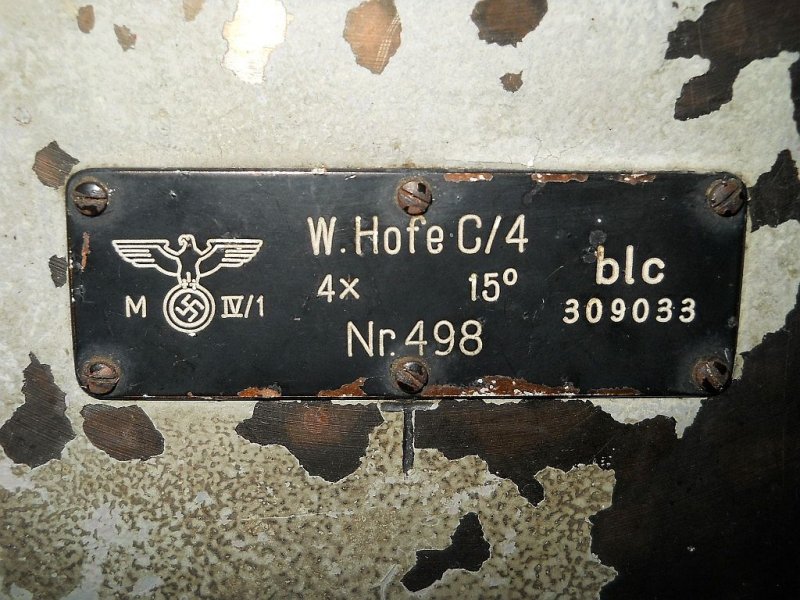 W. Hofe C/4
4× 15°
Nr. 498
M IV/1
blc
309033